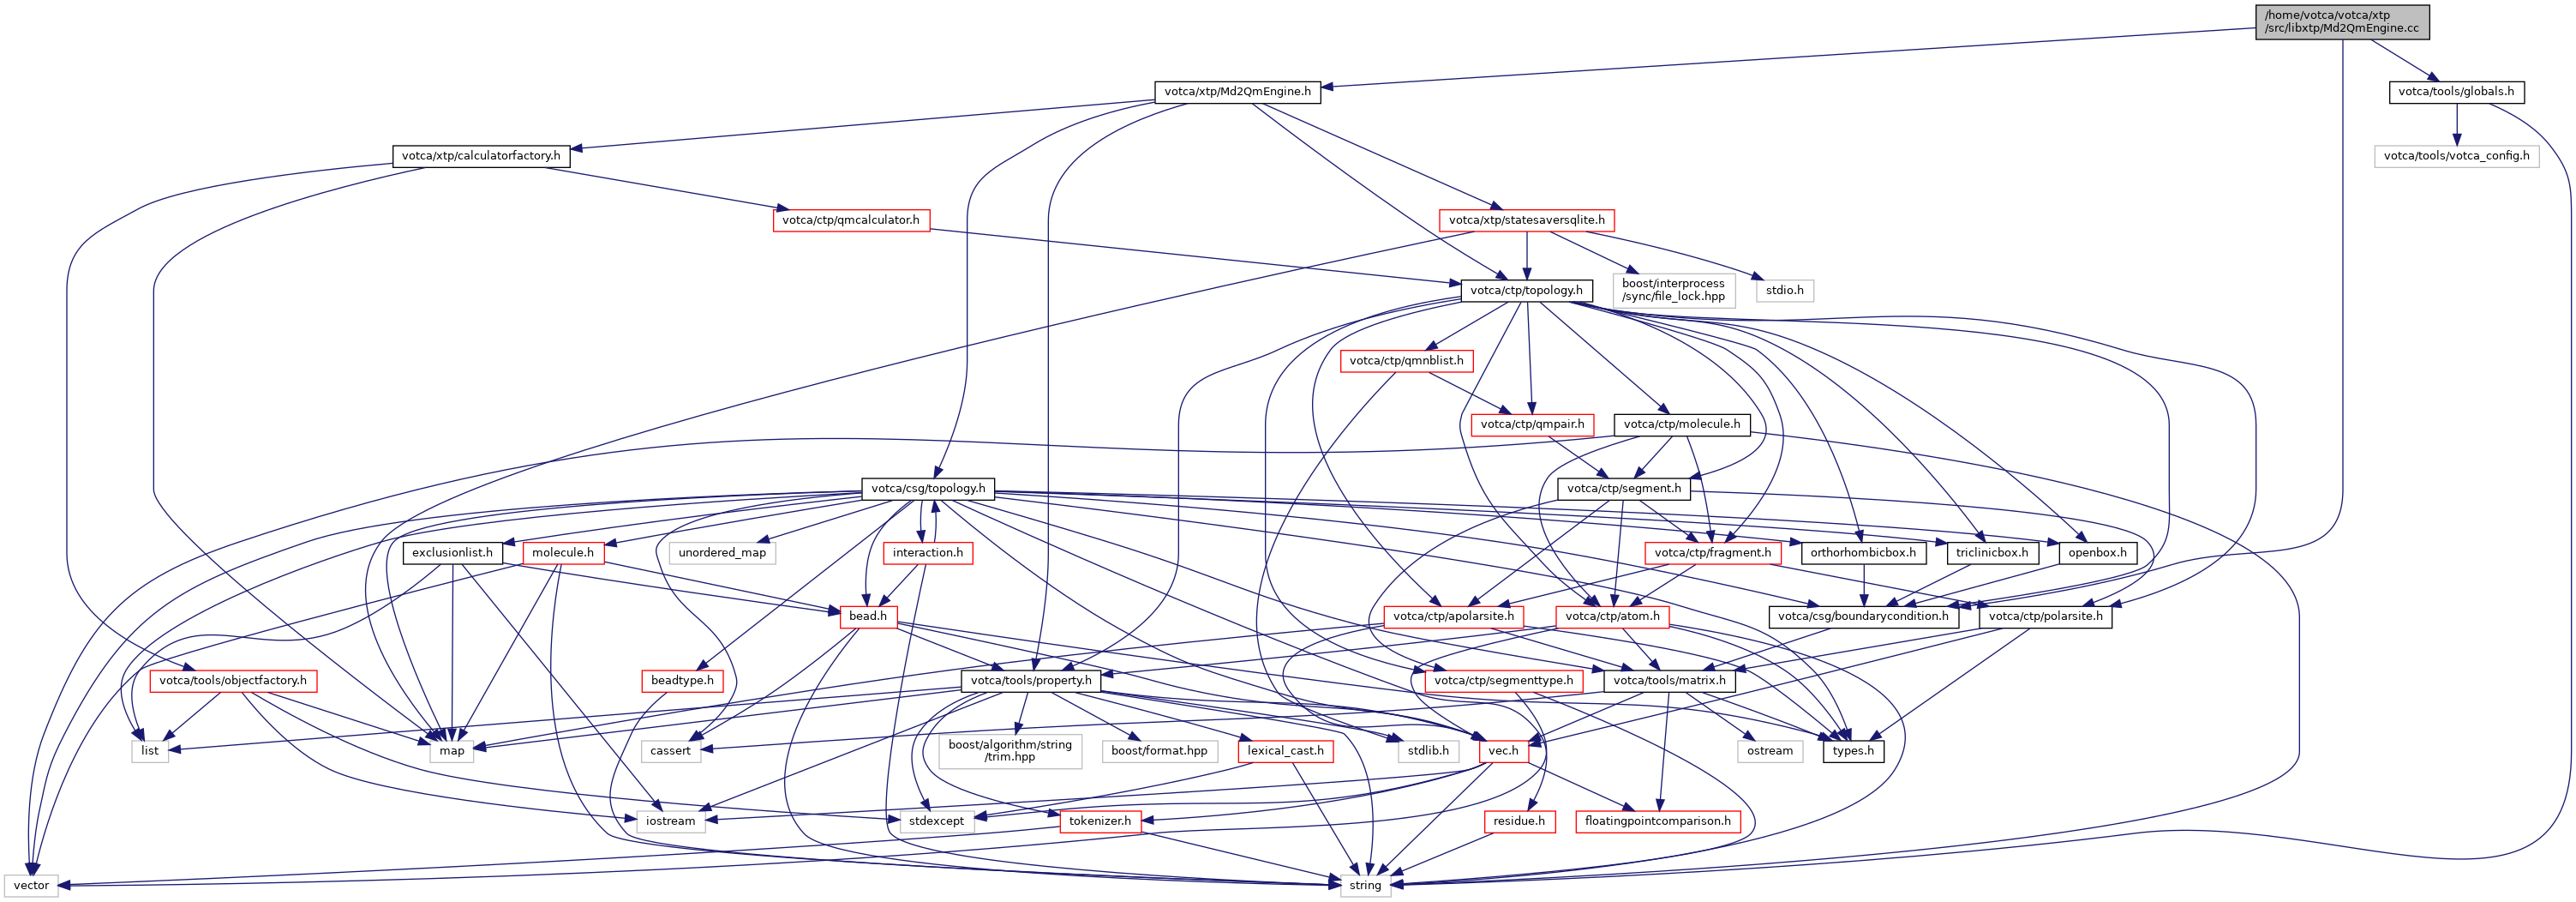 /home/votca/votca/xtp
/src/libxtp/Md2QmEngine.cc
votca/xtp/Md2QmEngine.h
votca/tools/globals.h
votca/xtp/calculatorfactory.h
votca/tools/votca_config.h
votca/ctp/qmcalculator.h
votca/xtp/statesaversqlite.h
votca/ctp/topology.h
boost/interprocess
/sync/file_lock.hpp
stdio.h
votca/ctp/qmnblist.h
votca/ctp/qmpair.h
votca/ctp/molecule.h
votca/csg/topology.h
votca/ctp/segment.h
exclusionlist.h
molecule.h
unordered_map
interaction.h
votca/ctp/fragment.h
orthorhombicbox.h
triclinicbox.h
openbox.h
bead.h
votca/ctp/apolarsite.h
votca/ctp/atom.h
votca/csg/boundarycondition.h
votca/ctp/polarsite.h
votca/tools/objectfactory.h
beadtype.h
votca/tools/property.h
votca/ctp/segmenttype.h
votca/tools/matrix.h
list
map
cassert
boost/algorithm/string
/trim.hpp
boost/format.hpp
lexical_cast.h
stdlib.h
vec.h
ostream
types.h
iostream
stdexcept
tokenizer.h
residue.h
floatingpointcomparison.h
vector
string